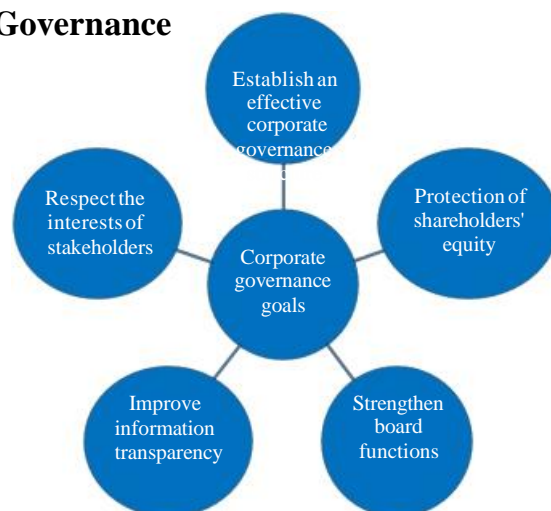 Governance
Establish an
effective
corporate
governance
Respect the
interests of
stakeholders
Protection of
shareholders'
equity
Corporate
governance
goals
Improve
information
transparency
Strengthen
board
functions